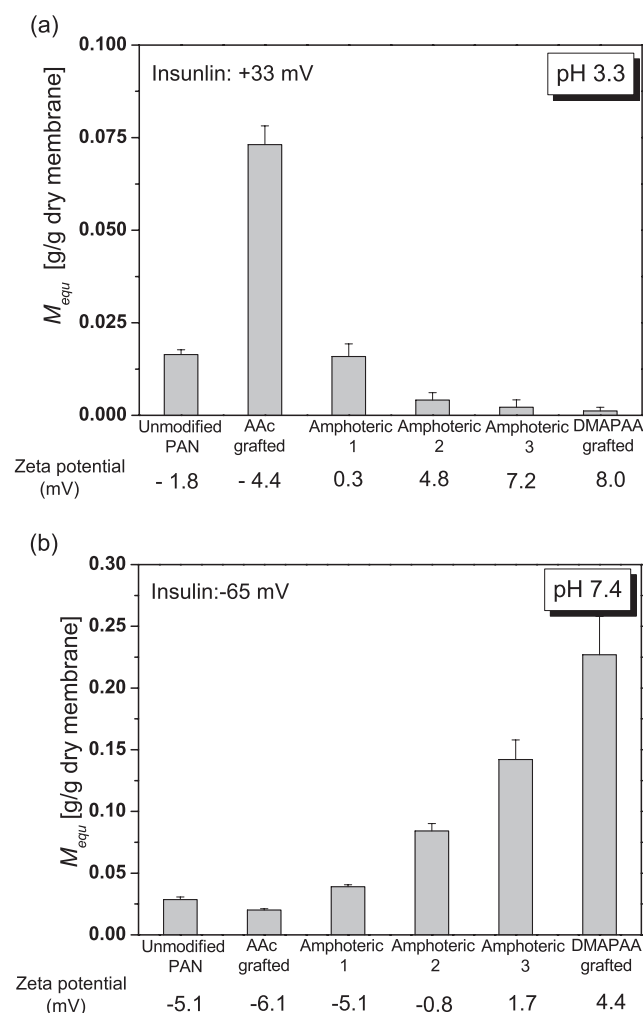 (a)
Insunlin: +33 mV
pH 3.3
M_equ [g/g dry membrane]
0.100
0.075
0.050
0.025
0.000
Unmodified AAc Amphoteric Amphoteric Amphoteric DMAPAA
PAN grafted 1 2 3 grafted
Zeta potential
(mV) - 1.8 - 4.4 0.3 4.8 7.2 8.0
(b)
Insulin:-65 mV
pH 7.4
M_equ [g/g dry membrane]
0.30
0.25
0.20
0.15
0.10
0.05
0.00
Unmodified AAc Amphoteric Amphoteric Amphoteric DMAPAA
PAN grafted 1 2 3 grafted
Zeta potential
(mV) -5.1 -6.1 -5.1 -0.8 1.7 4.4